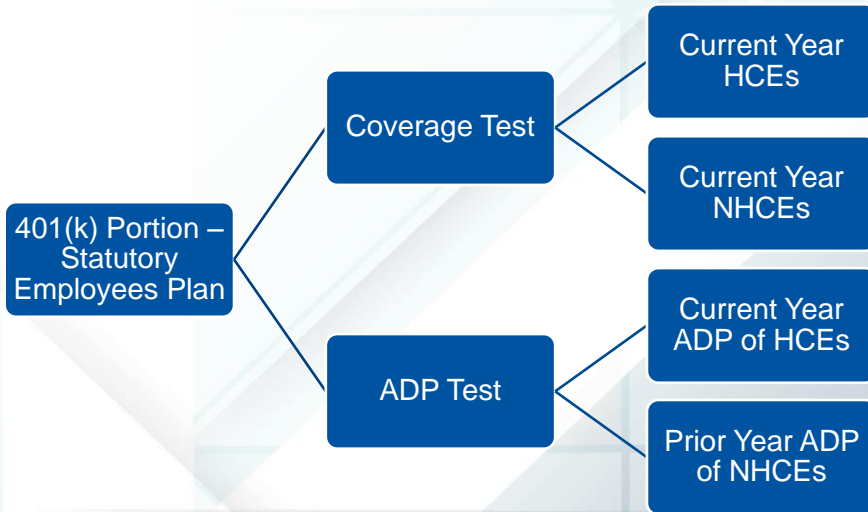 401(k) Portion –
Statutory
Employees Plan
Coverage Test
Current Year
HCEs
Current Year
NHCEs
ADP Test
Current Year
ADP of HCEs
Prior Year ADP
of NHCEs